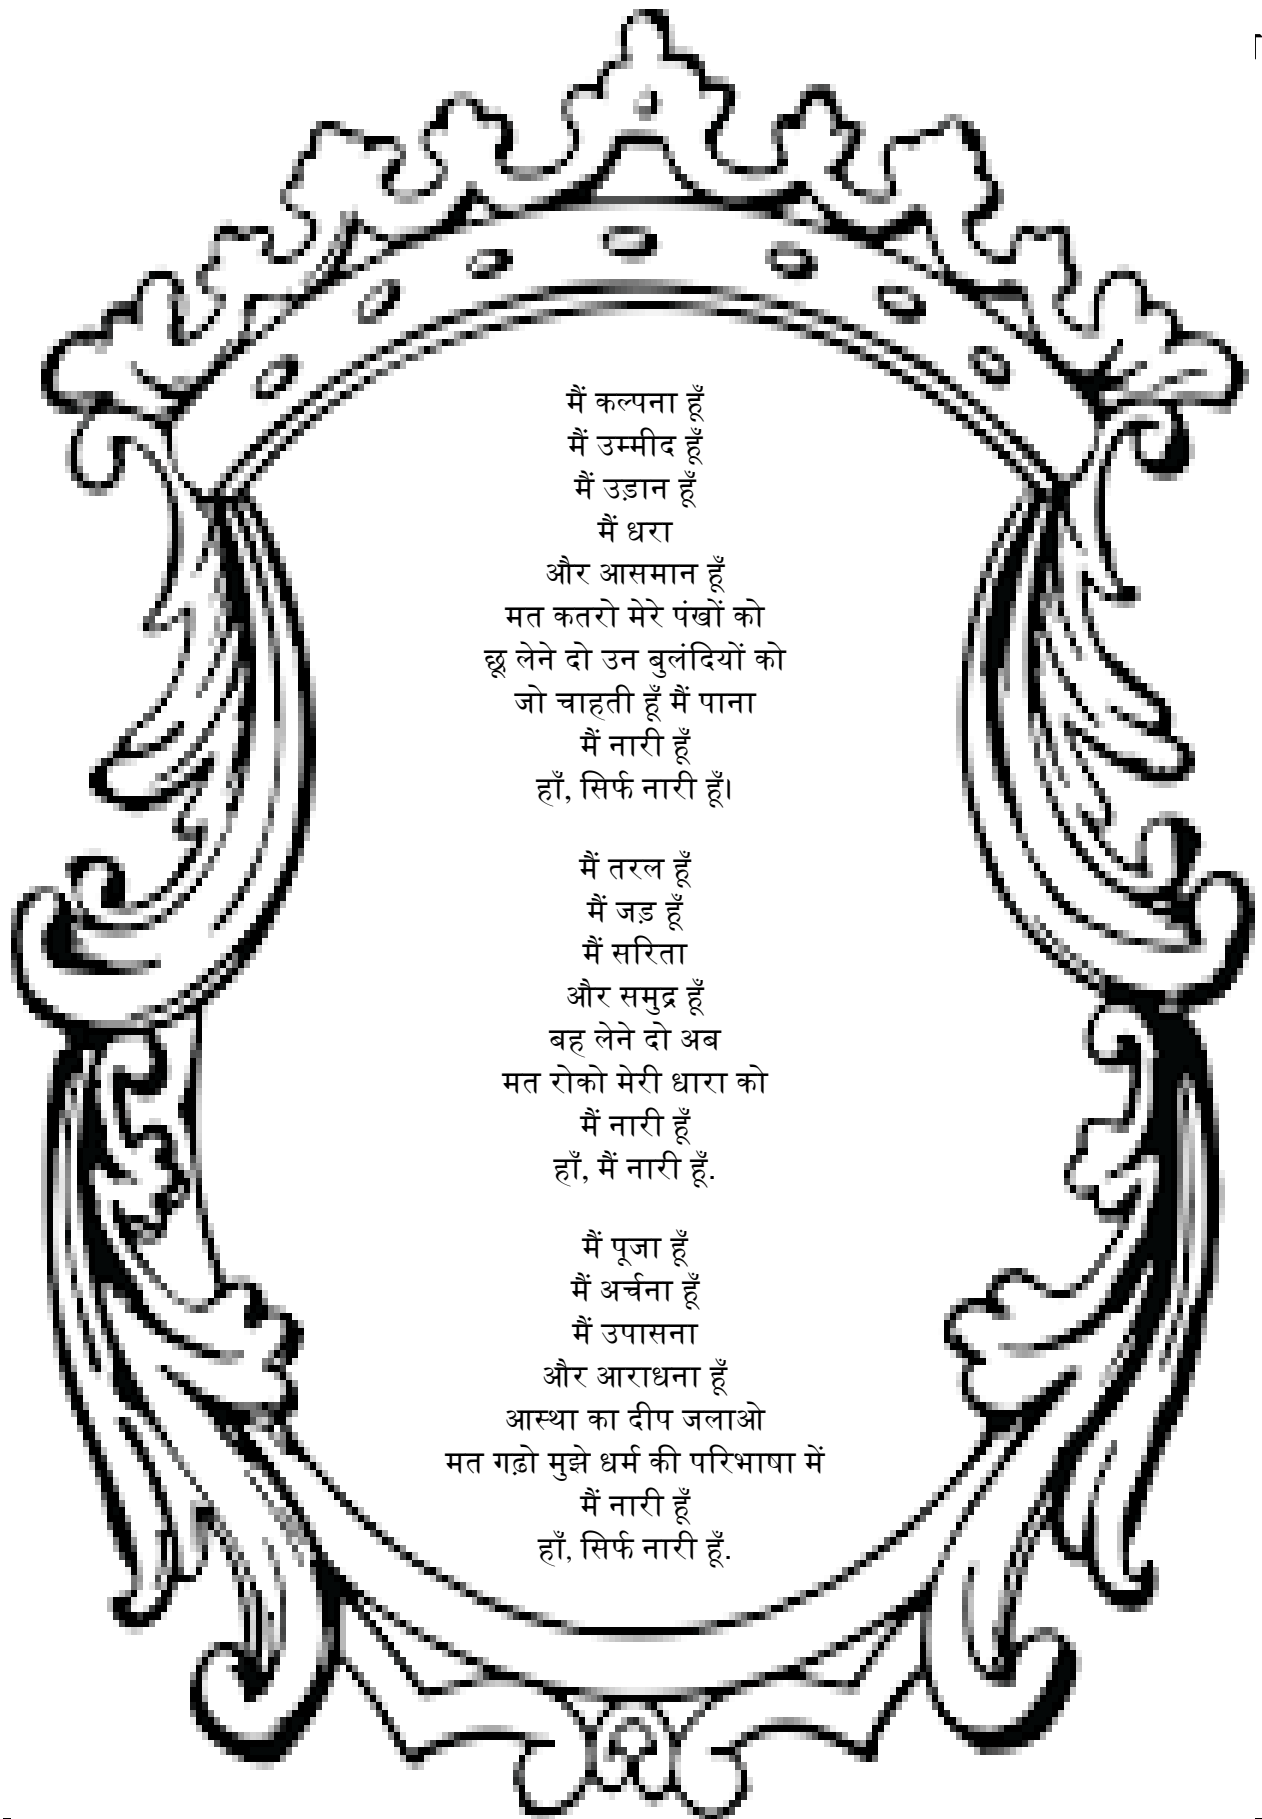 मैं कल्पना हूँ
मैं उम्मीद हूँ
मैं उड़ान हूँ
मैं धरा
और आसमान हूँ
मत कतरो मेरे पंखों को
छू लेने दो उन बुलंदियों को
जो चाहती हूँ मैं पाना
मैं नारी हूँ
हाँ, सिर्फ नारी हूँ।
मैं तरल हूँ
मैं जड़ हूँ
मैं सरिता
और समुद्र हूँ
बह लेने दो अब
मत रोको मेरी धारा को
मैं नारी हूँ
हाँ, मैं नारी हूँ.
मैं पूजा हूँ
मैं अर्चना हूँ
मैं उपासना
और आराधना हूँ
आस्था का दीप जलाओ
मत गढ़ो मुझे धर्म की परिभाषा में
मैं नारी हूँ
हाँ, सिर्फ नारी हूँ.